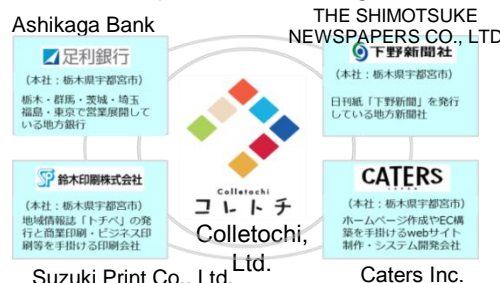 Ashikaga Bank
足利銀行
(本社:栃木県宇都宮市)
栃木・群馬・茨城・埼玉
福島・東京で営業展開して
いる地方銀行
THE SHIMOTSUKE
NEWSPAPERS CO., LTD
下野新聞社
(本社:栃木県宇都宮市)
日刊紙「下野新聞」を発行
している地方新聞社
Colletochi
コレトチ
Colletochi,
Ltd.
SP 鈴木印刷株式会社
(本社:栃木県宇都宮市)
地域情報誌「トチペ」の発
行と商業印刷・ビジネス印
刷等を手掛ける印刷会社
Suzuki Print Co., Ltd.
CATERS
(本社:栃木県宇都宮市)
ホームページ作成やEC構
築を手掛けるwebサイト
制作・システム開発会社
Caters Inc.